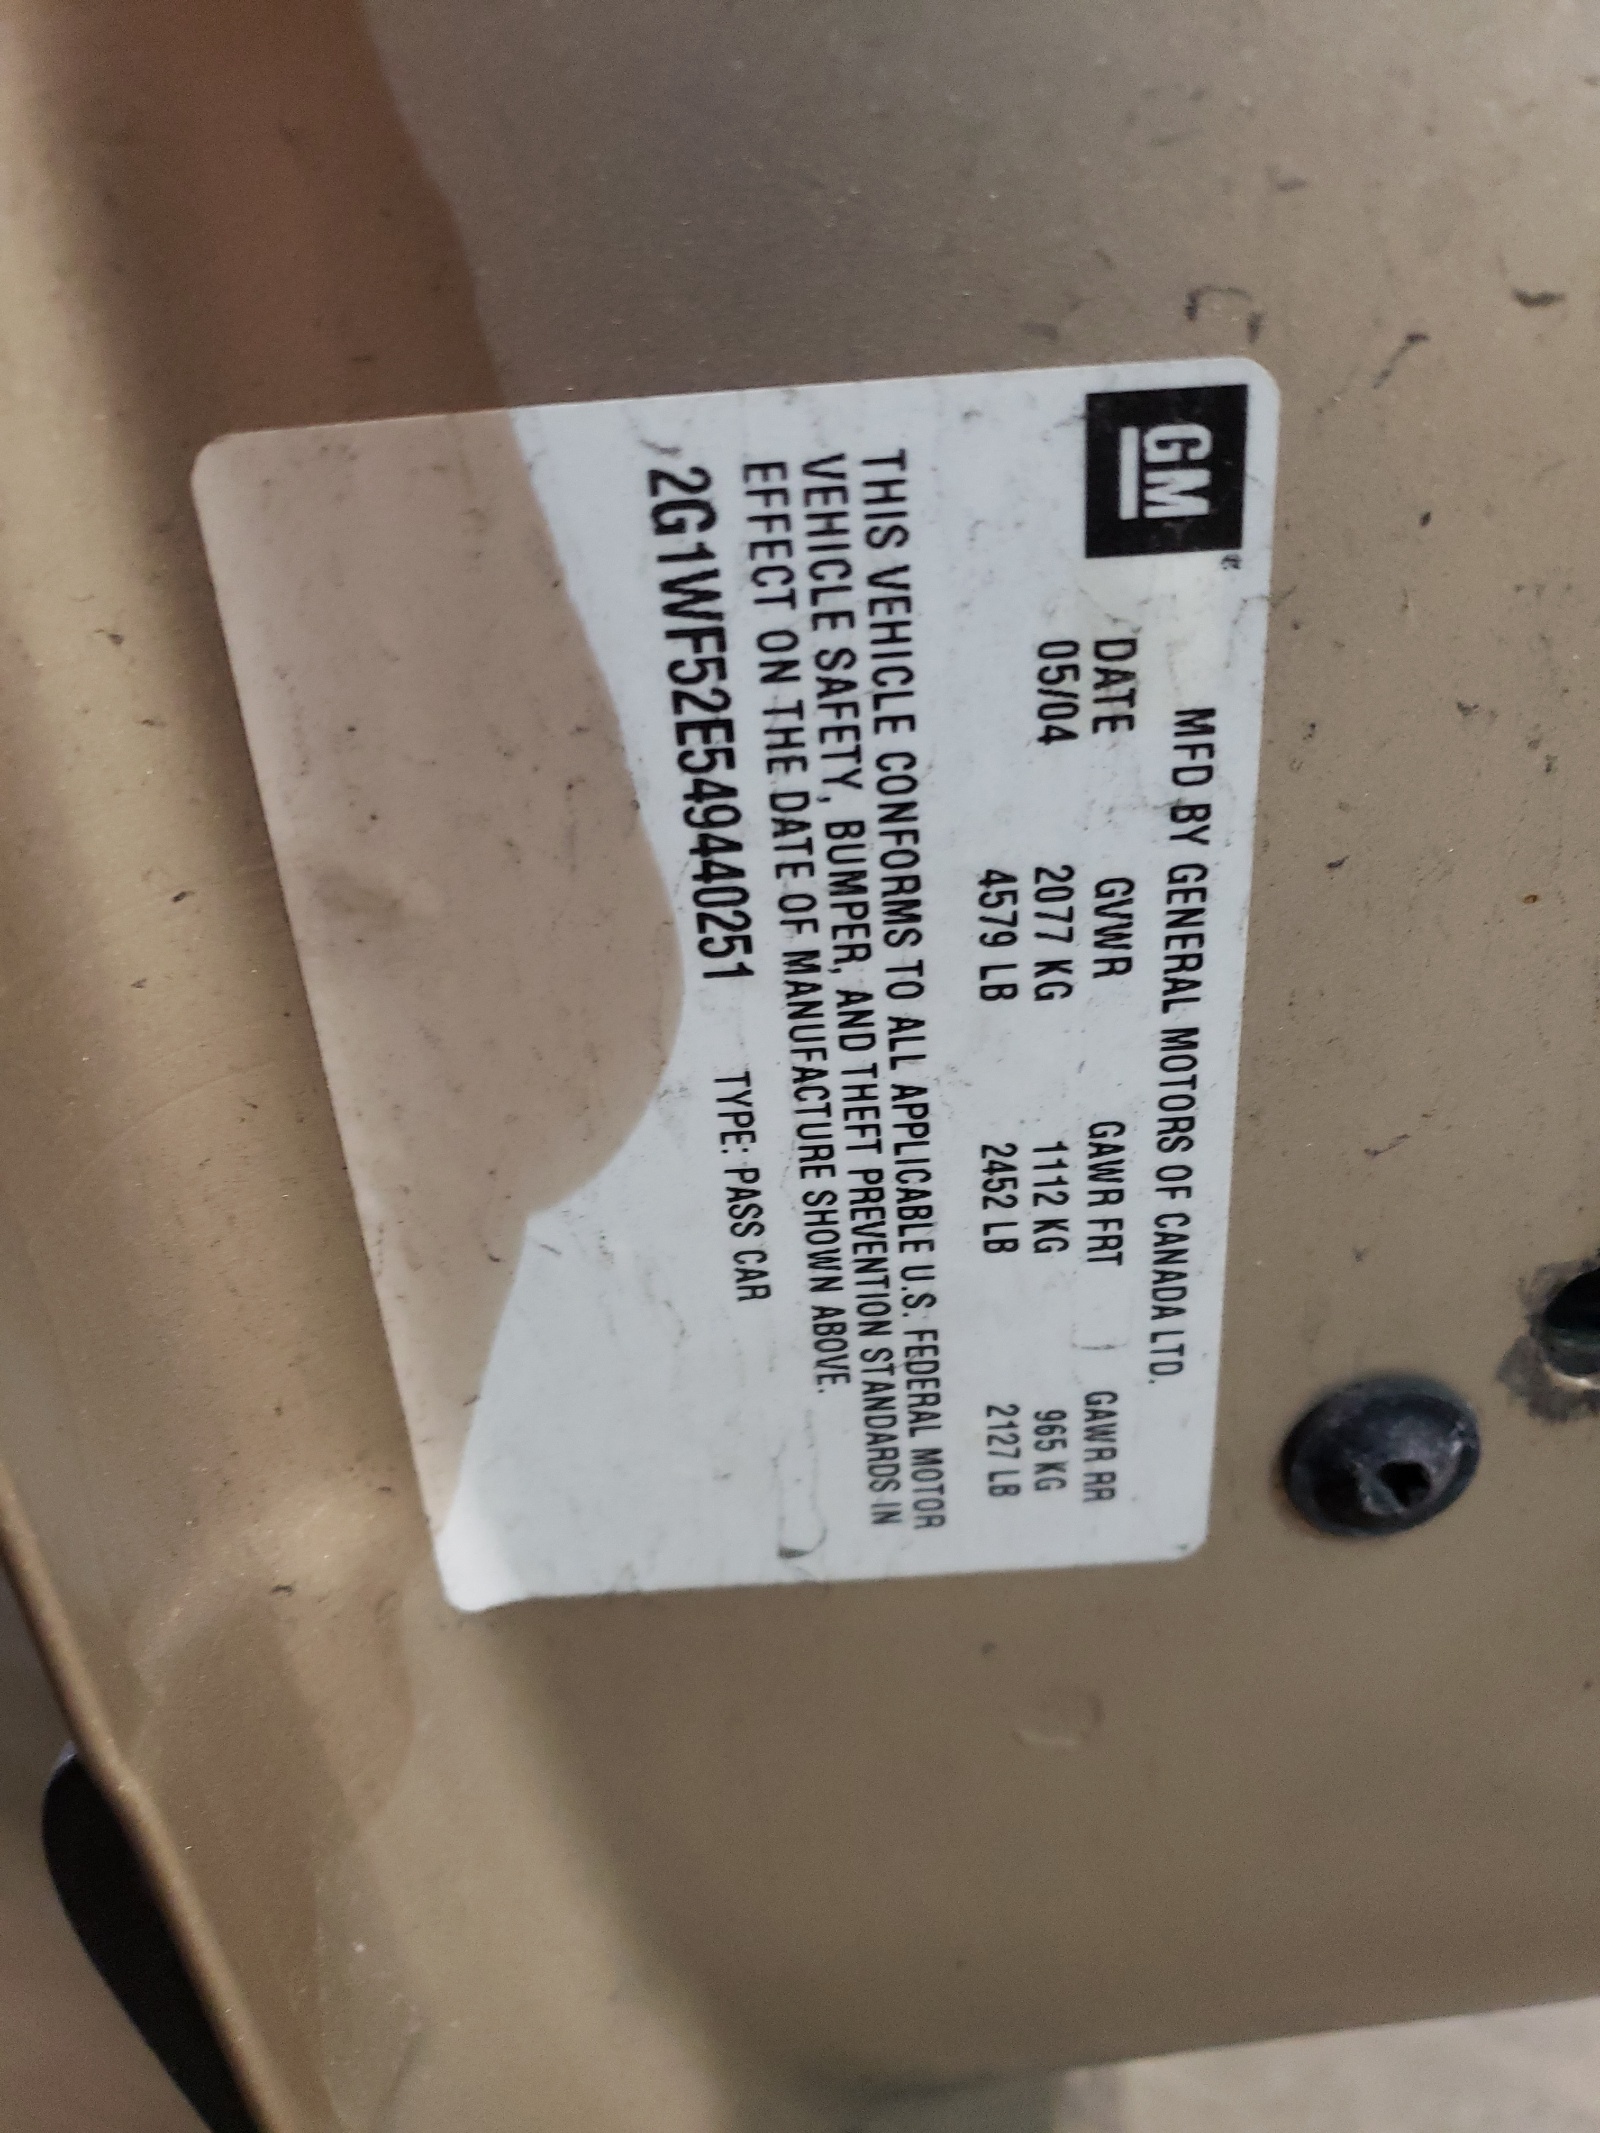 GM
MFD BY GENERAL MOTORS OF CANADA LTD.
DATE GVWR GAWR FRT GAWR RR
05/04 2077 KG 1112 KG 965 KG
4579 LB 2452 LB 2127 LB
THIS VEHICLE CONFORMS TO ALL APPLICABLE U.S. FEDERAL MOTOR
VEHICLE SAFETY, BUMPER, AND THEFT PREVENTION STANDARDS IN
EFFECT ON THE DATE OF MANUFACTURE SHOWN ABOVE.
2G1WF52E549440251 TYPE: PASS CAR